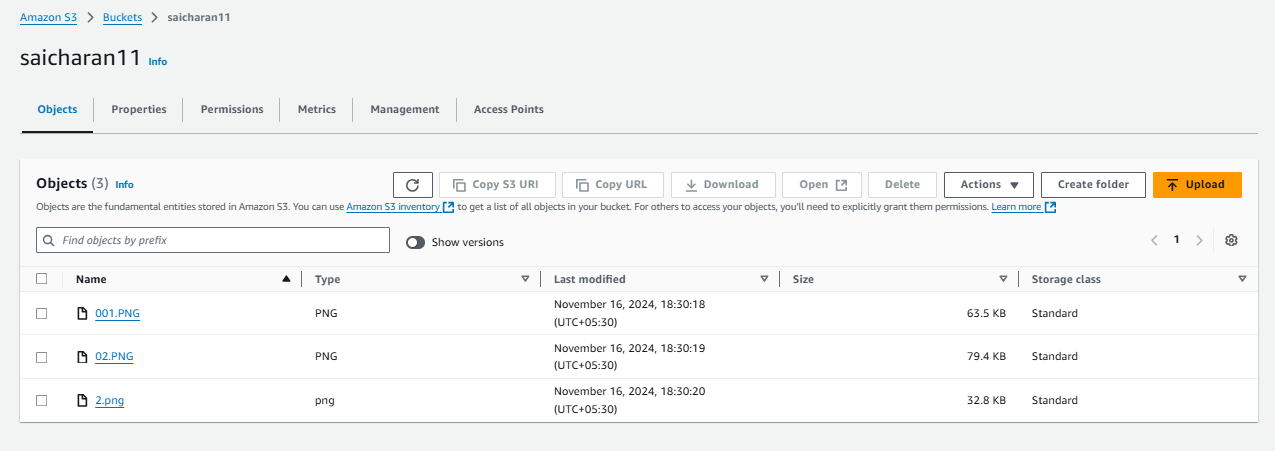 Amazon S3 > Buckets > saicharan11
saicharan11 Info
Objects Properties Permissions Metrics Management Access Points
Objects (3) Info Copy S3 URI Copy URL Download Open Delete Actions Create folder Upload
Objects are the fundamental entities stored in Amazon S3. You can use Amazon S3 inventory to get a list of all objects in your bucket. For others to access your objects, you'll need to explicitly grant them permissions. Learn more
Find objects by prefix Show versions 1
Name Type Last modified Size Storage class
001.PNG PNG November 16, 2024, 18:30:18 (UTC+05:30) 63.5 KB Standard
02.PNG PNG November 16, 2024, 18:30:19 (UTC+05:30) 79.4 KB Standard
2.png png November 16, 2024, 18:30:20 (UTC+05:30) 32.8 KB Standard